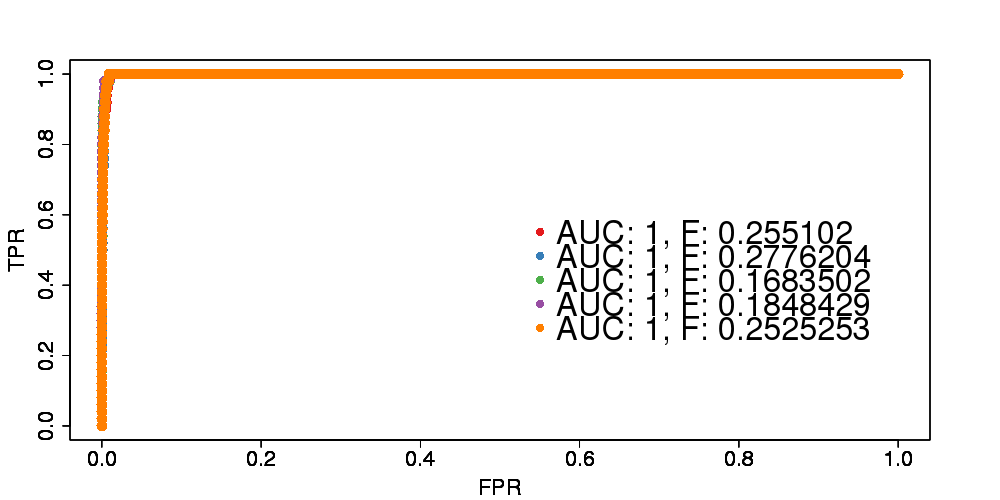 1.0
0.8
0.6
0.4
0.2
0.0
TPR
AUC: 1, F: 0.255102
AUC: 1, F: 0.2776204
AUC: 1, F: 0.1683502
AUC: 1, F: 0.1848429
AUC: 1, F: 0.2525253
0.0 0.2 0.4 0.6 0.8 1.0
FPR